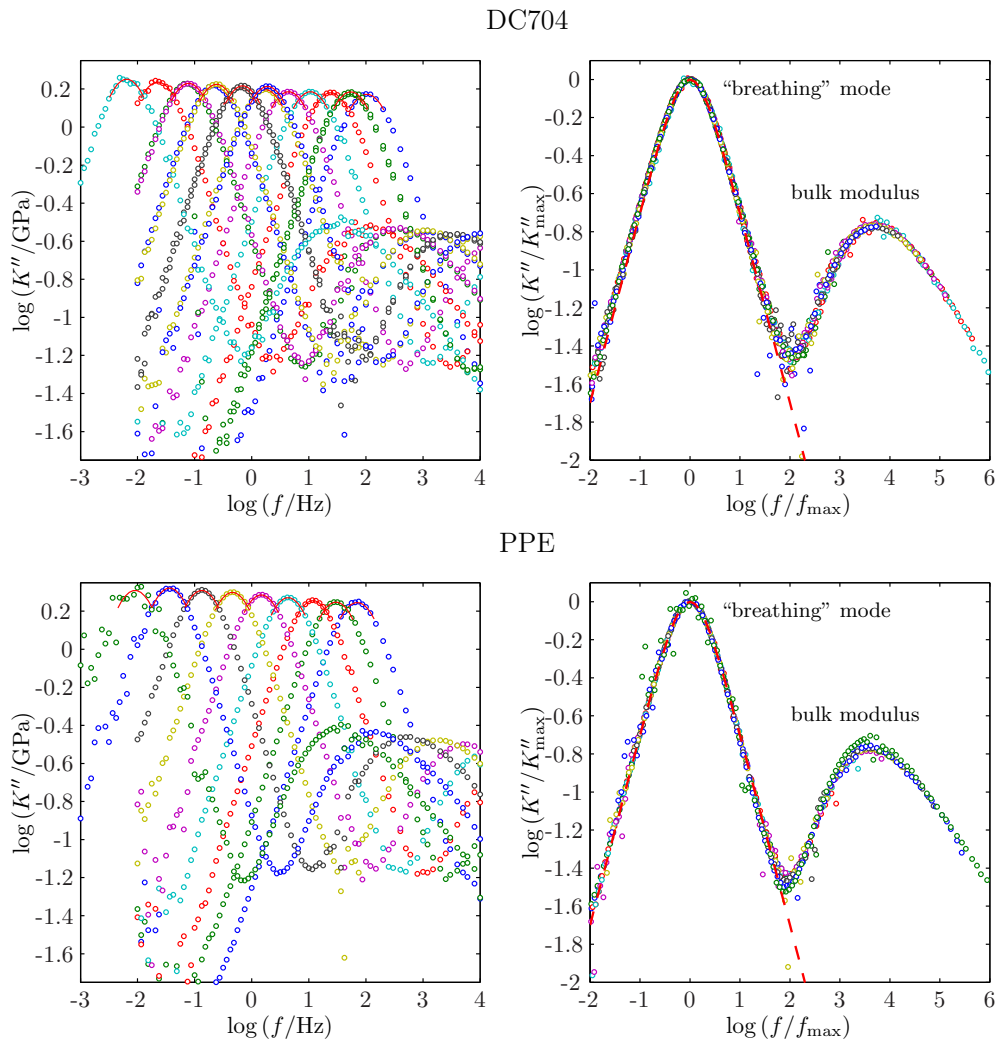 DC704
0.2
0
-0.2
-0.4
-0.6
-0.8
-1
-1.2
-1.4
-1.6
log (K″/GPa)
-3 -2 -1 0 1 2 3 4
log (f/Hz)
0
-0.2
-0.4
-0.6
-0.8
-1
-1.2
-1.4
-1.6
-1.8
-2
log (K″/K″max)
"breathing" mode
bulk modulus
-2 -1 0 1 2 3 4 5 6
log (f/fmax)
PPE
0.2
0
-0.2
-0.4
-0.6
-0.8
-1
-1.2
-1.4
-1.6
log (K″/GPa)
-3 -2 -1 0 1 2 3 4
log (f/Hz)
0
-0.2
-0.4
-0.6
-0.8
-1
-1.2
-1.4
-1.6
-1.8
-2
log (K″/K″max)
"breathing" mode
bulk modulus
-2 -1 0 1 2 3 4 5 6
log (f/fmax)